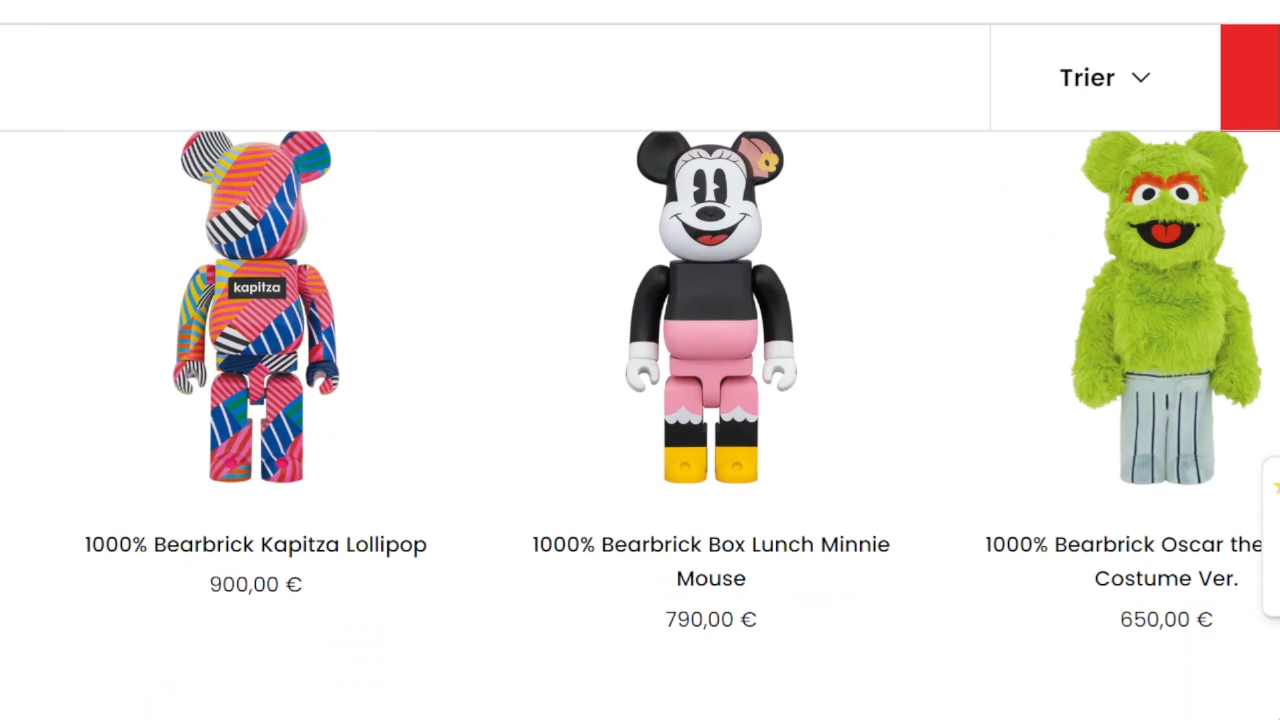 Trier
kapitza
1000% Bearbrick Kapitza Lollipop
900,00 €
1000% Bearbrick Box Lunch Minnie
Mouse
790,00 €
1000% Bearbrick Oscar the
Costume Ver.
650,00 €